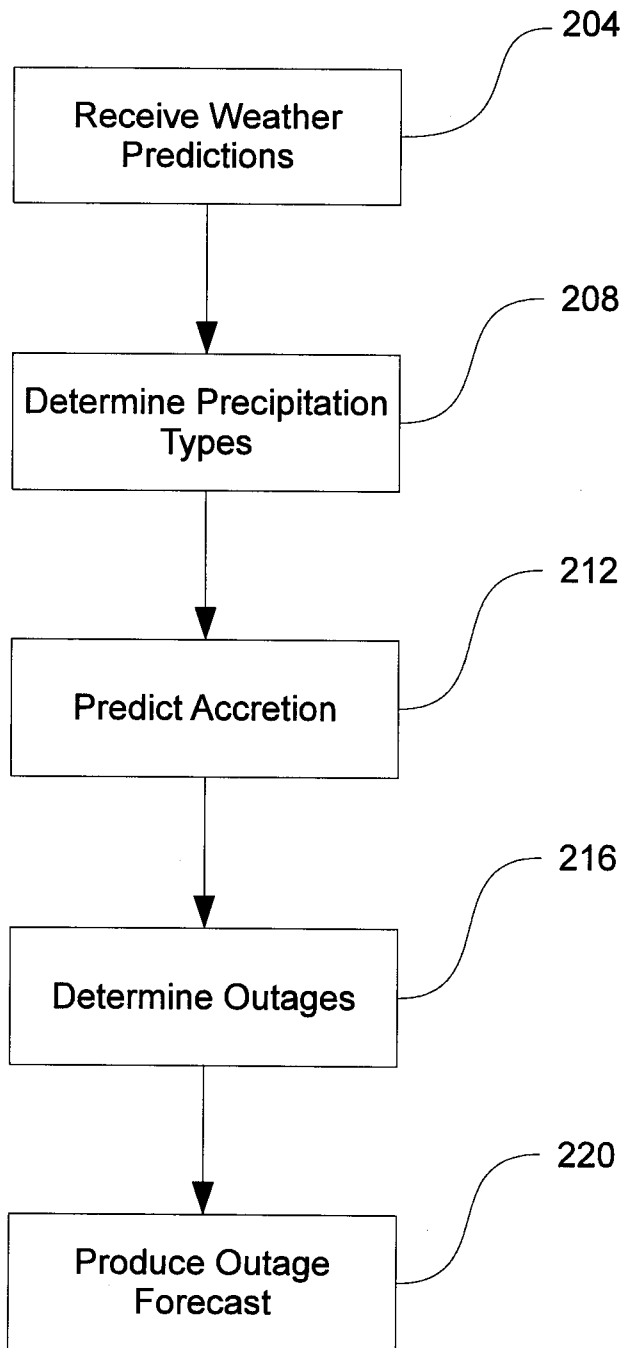 204
Receive Weather
Predictions
208
Determine Precipitation
Types
212
Predict Accretion
216
Determine Outages
220
Produce Outage
Forecast